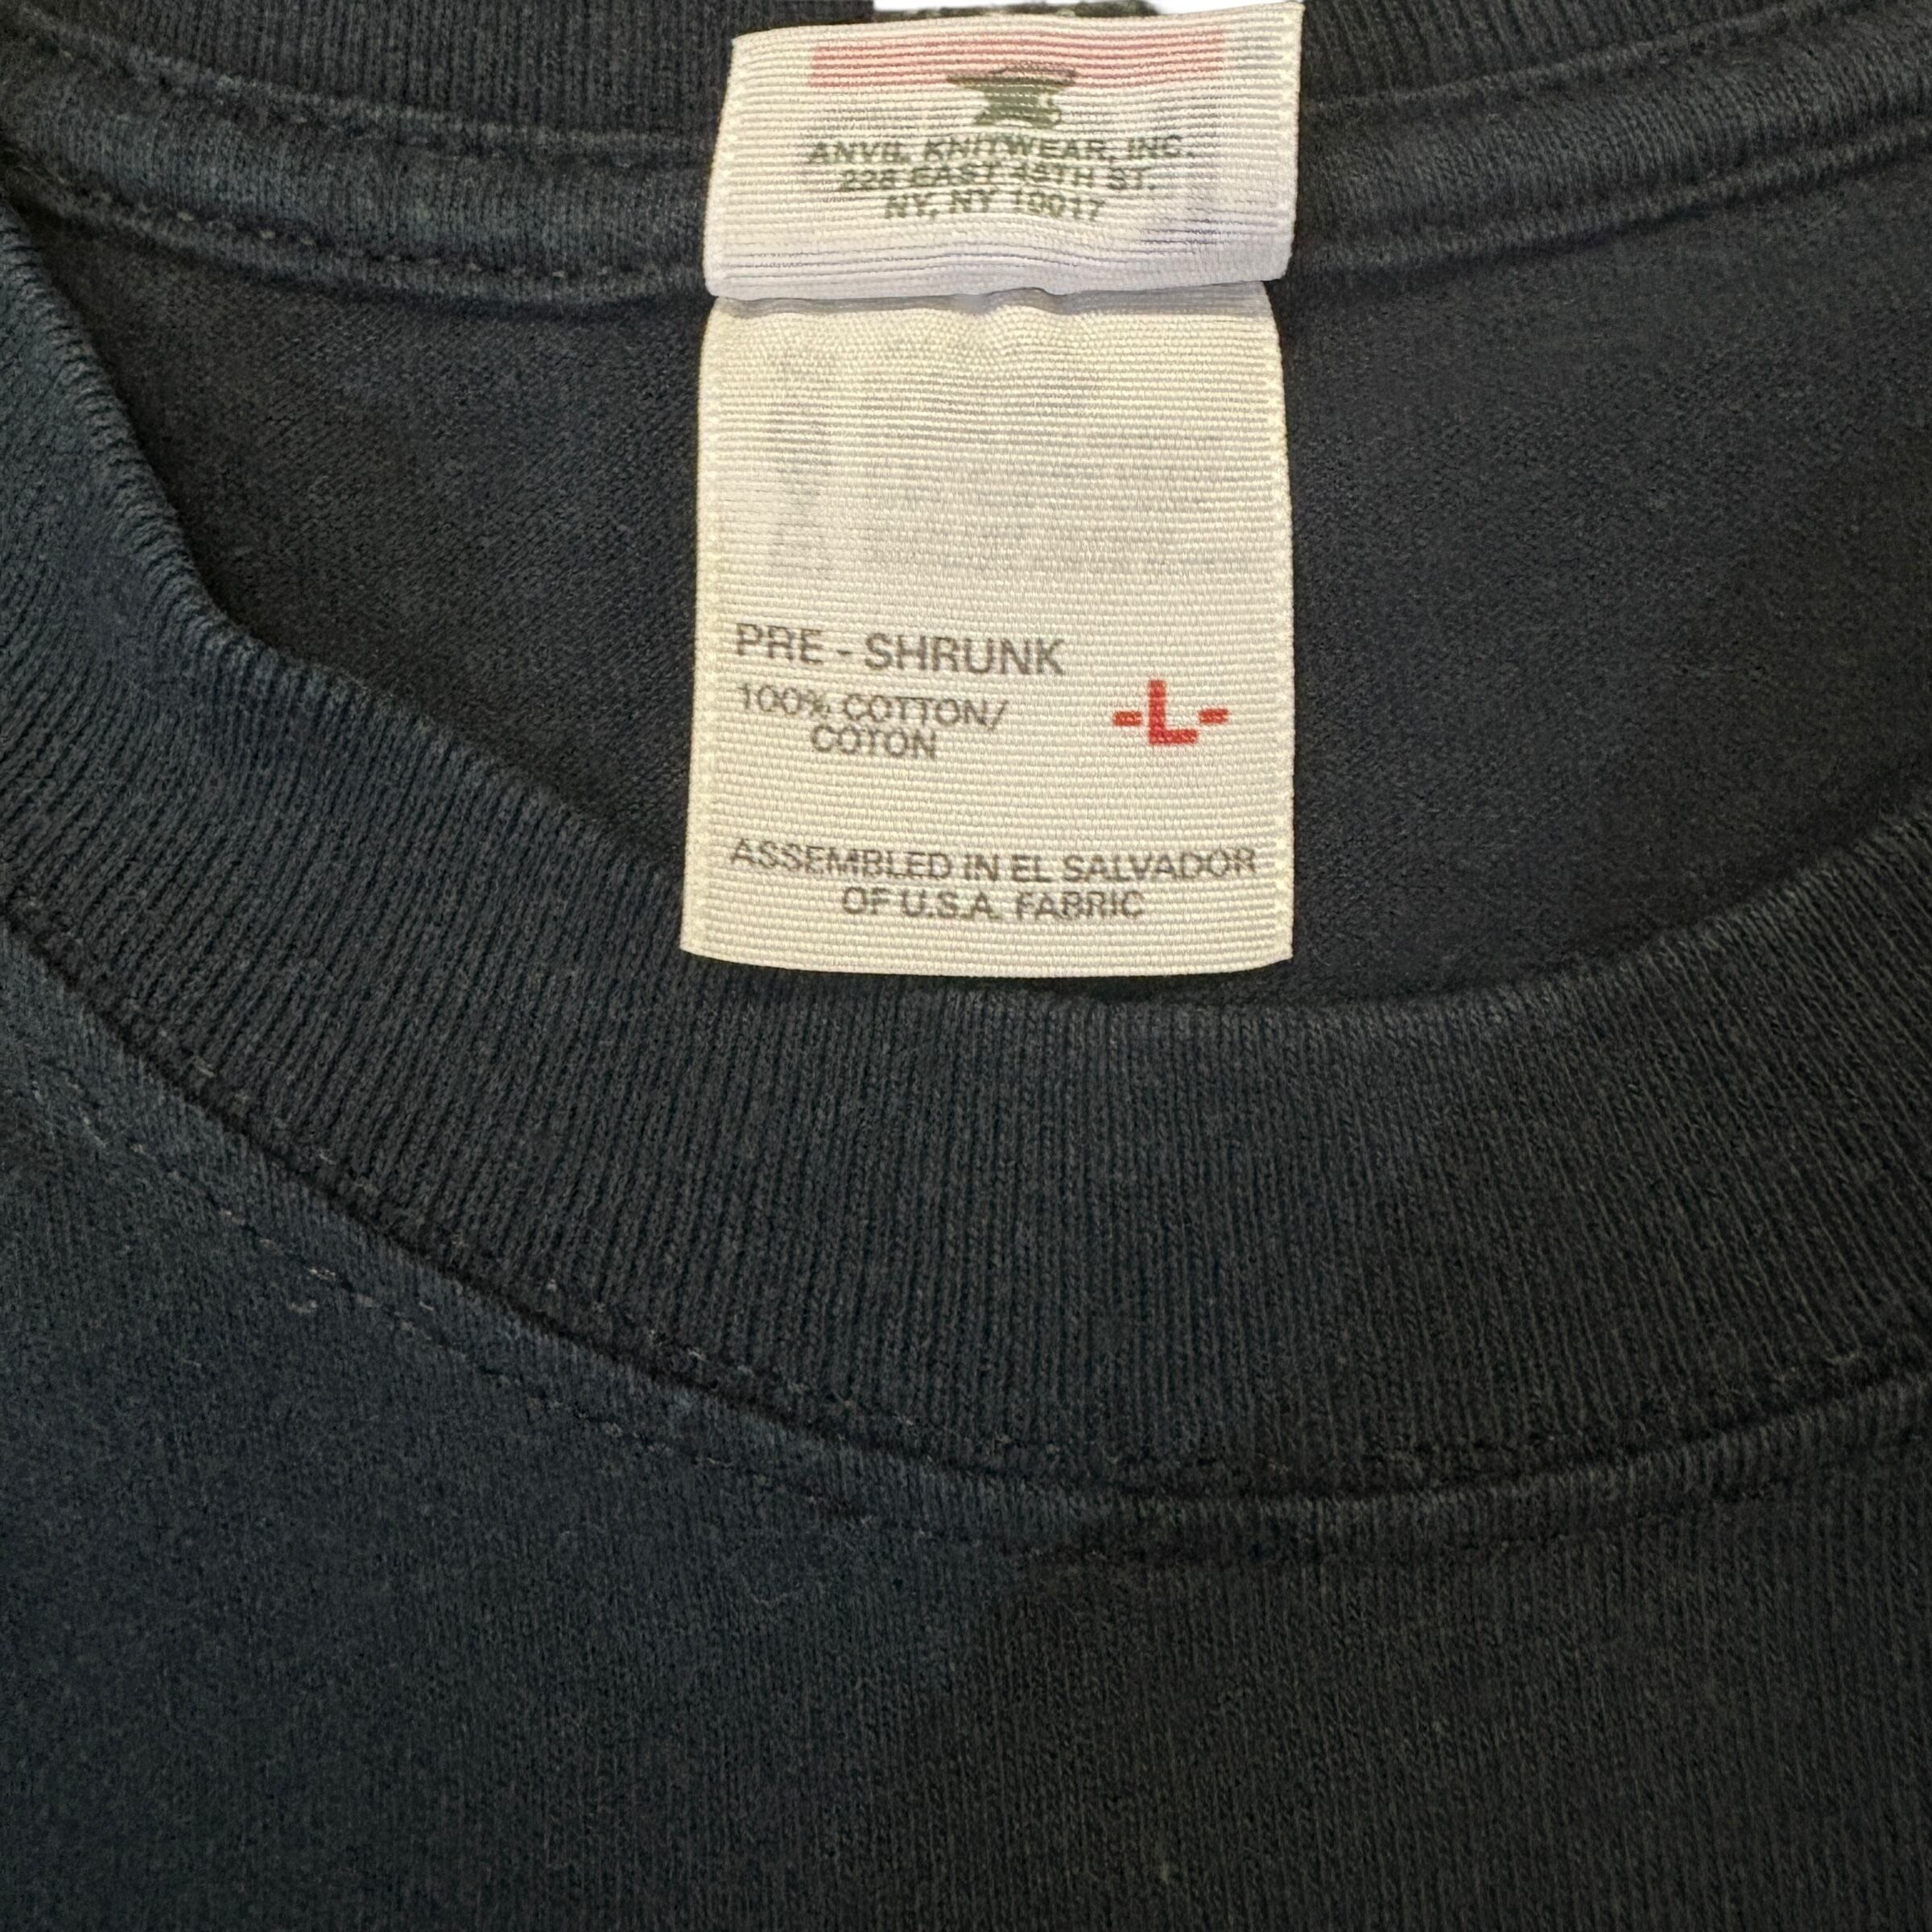 ANVIL KNITWEAR, INC.
228 EAST 45TH ST.
NY, NY 10017
PRE - SHRUNK
100% COTTON/
COTON
-L-
ASSEMBLED IN EL SALVADOR
OF U.S.A. FABRIC